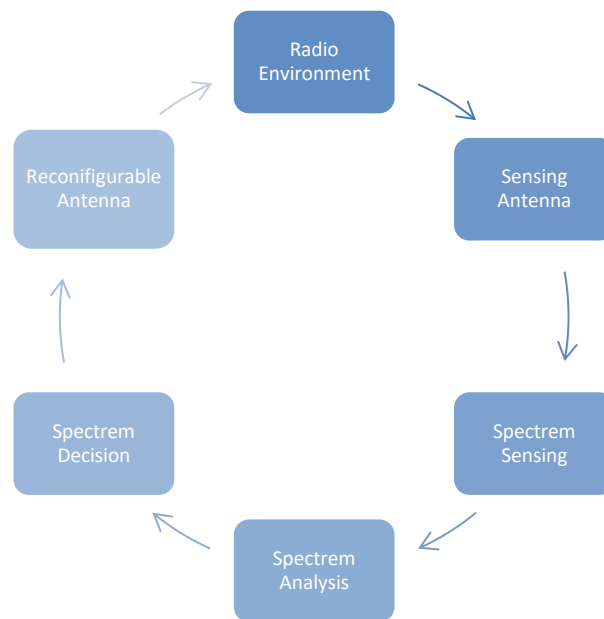 Radio
Environment
Sensing
Antenna
Spectrem
Sensing
Spectrem
Analysis
Spectrem
Decision
Reconifigurable
Antenna